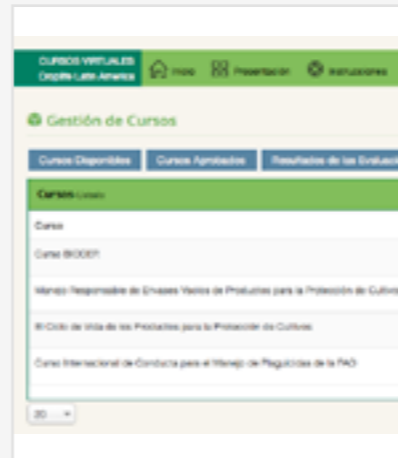 CURSOS VIRTUALES
Croplife Latin America
Inicio
Presentación
Instrucciones
Gestión de Cursos
Cursos Disponibles
Cursos Aprobados
Resultados de las Evaluaci
Cursos Listado
Curso
Curso
Manejo Responsable de Envases Vacíos de Productos para la Protección de Cultivo
El Ciclo de Vida de los Productos para la Protección de Cultivos
Curso Internacional de Conducta para el Manejo de Plaguicidas de la FAO
20